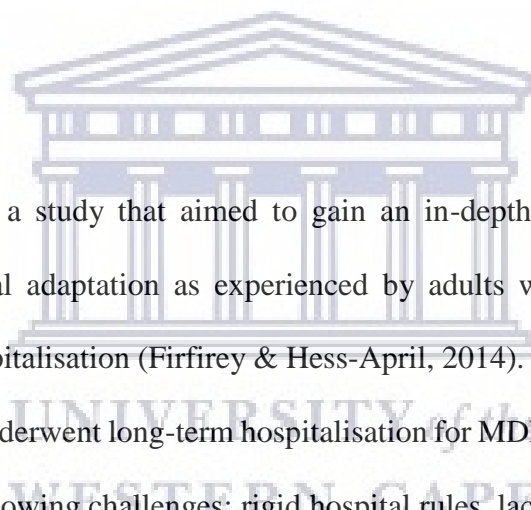 a study that aimed to gain an in-depth
al adaptation as experienced by adults w
pitalisation (Firfirey & Hess-April, 2014).
UNIVERSITY of the
derwent long-term hospitalisation for MD
WESTERN CAPE
owing challenges: rigid hospital rules, lac